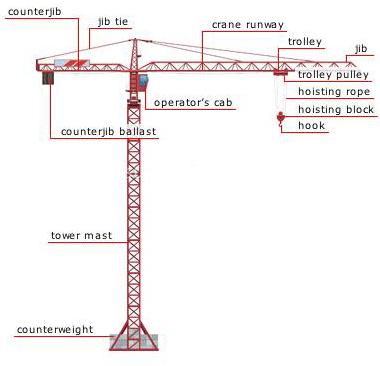 counterjib
jib tie
crane runway
trolley
jib
trolley pulley
hoisting rope
operator's cab
hoisting block
hook
counterjib ballast
tower mast
counterweight